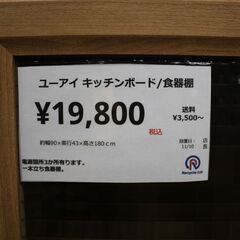 ユーアイ キッチンボード/食器棚
¥19,800
税込
送料
¥3,500～
約幅90×奥行43×高さ180cm
電源箇所3か所有ります。
一本立ち食器棚。
店長
11/10